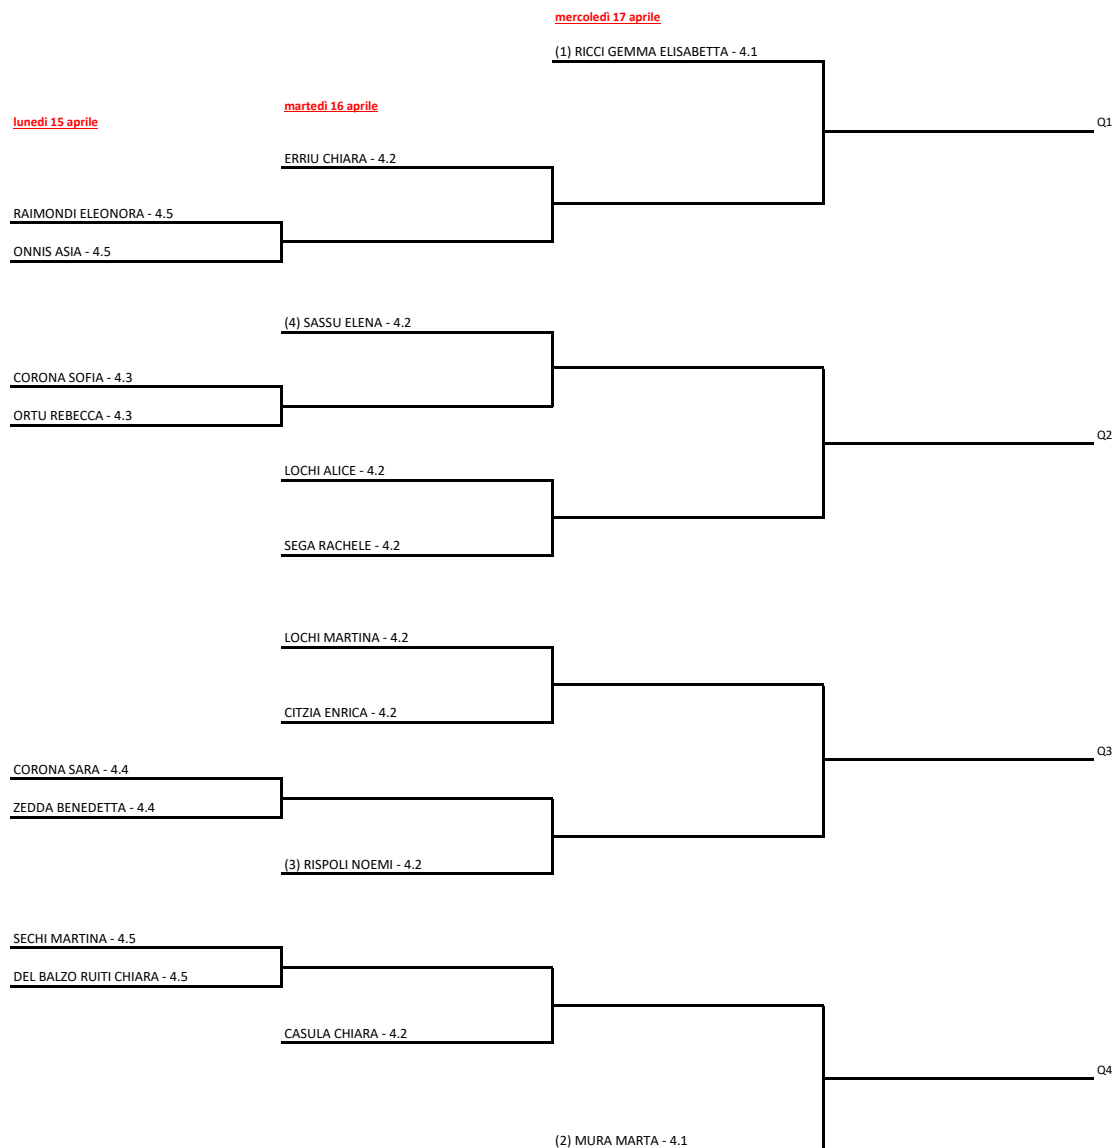 mercoledì 17 aprile
(1) RICCI GEMMA ELISABETTA - 4.1
martedì 16 aprile
lunedì 15 aprile
Q1
ERRIU CHIARA - 4.2
RAIMONDI ELEONORA - 4.5
ONNIS ASIA - 4.5
(4) SASSU ELENA - 4.2
CORONA SOFIA - 4.3
ORTU REBECCA - 4.3
Q2
LOCHI ALICE - 4.2
SEGA RACHELE - 4.2
LOCHI MARTINA - 4.2
CITZIA ENRICA - 4.2
Q3
CORONA SARA - 4.4
ZEDDA BENEDETTA - 4.4
(3) RISPOLI NOEMI - 4.2
SECHI MARTINA - 4.5
DEL BALZO RUITI CHIARA - 4.5
CASULA CHIARA - 4.2
Q4
(2) MURA MARTA - 4.1